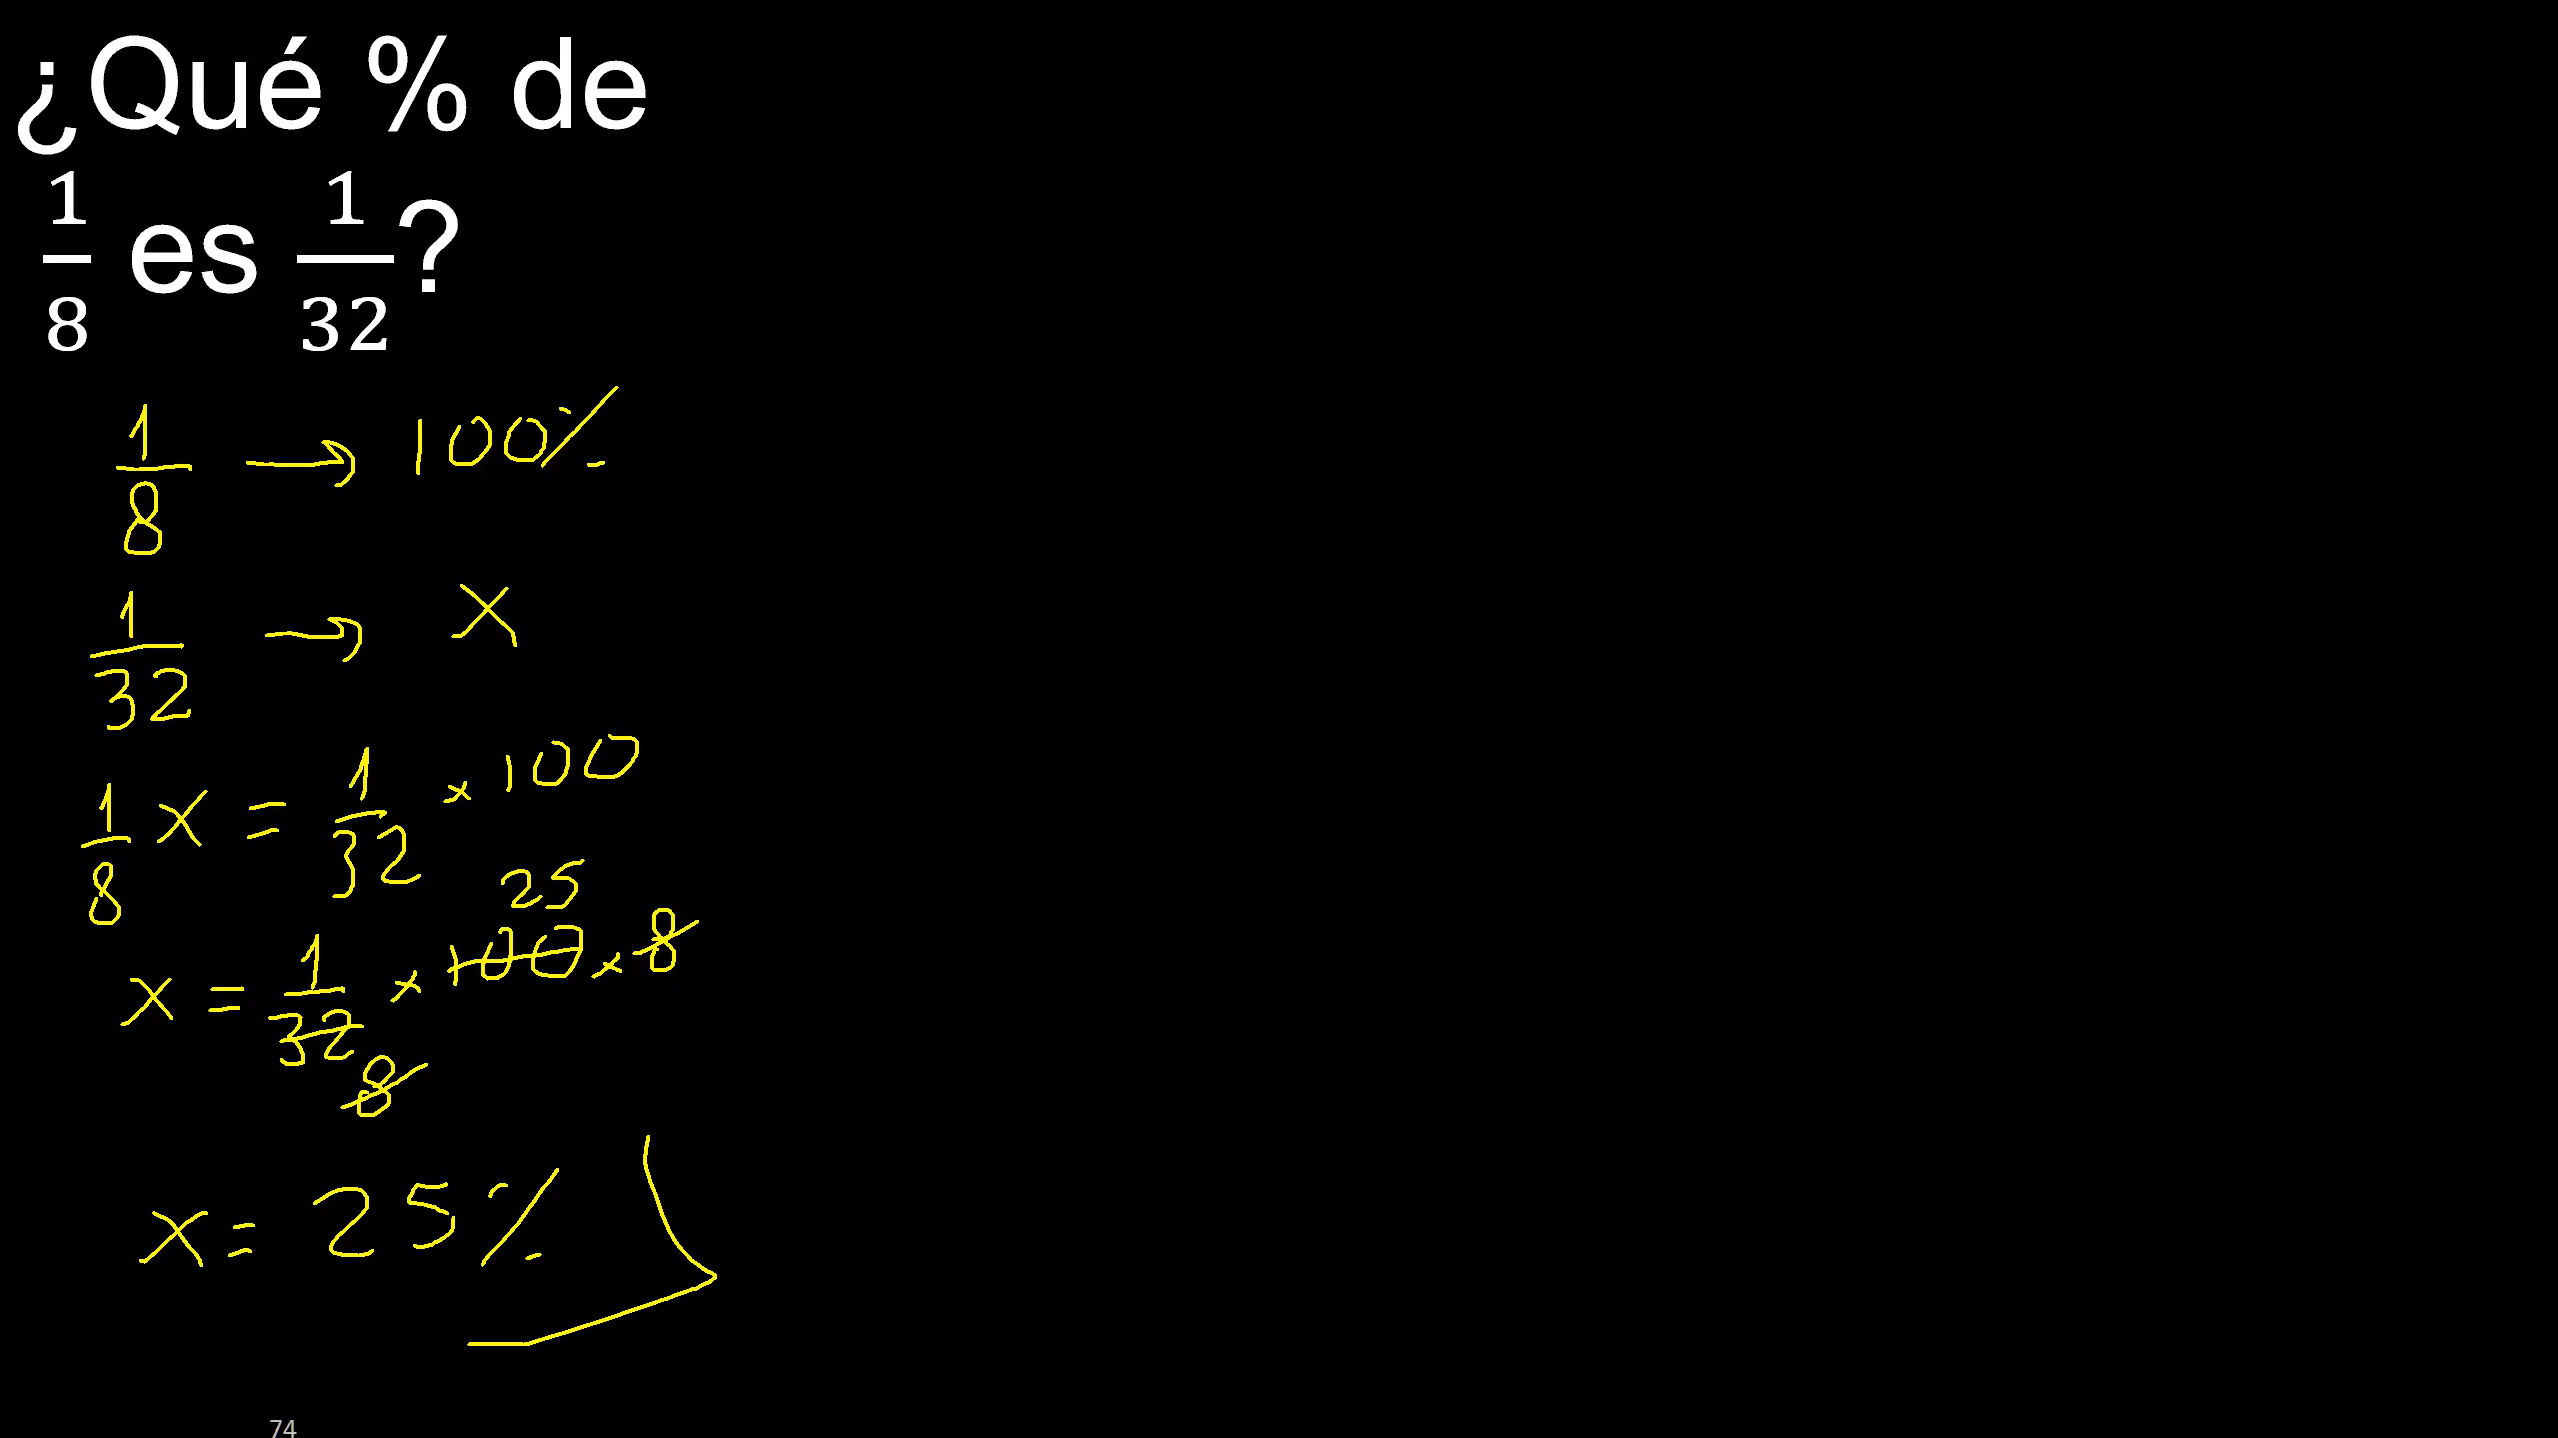 ¿Qué % de
1/8 es 1/32?
1/8 → 100%
1/32 → x
1/8 x = 1/32 × 100
25
x = 1/32 × 100 × 8
8
x = 25%
74